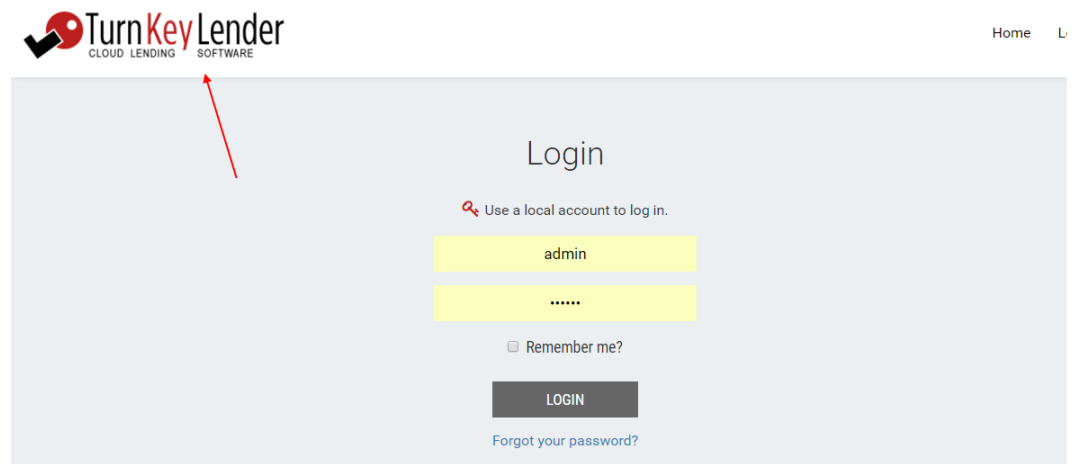 TurnKey Lender
CLOUD LENDING SOFTWARE
Home
Login
Use a local account to log in.
admin
••••••
Remember me?
LOGIN
Forgot your password?